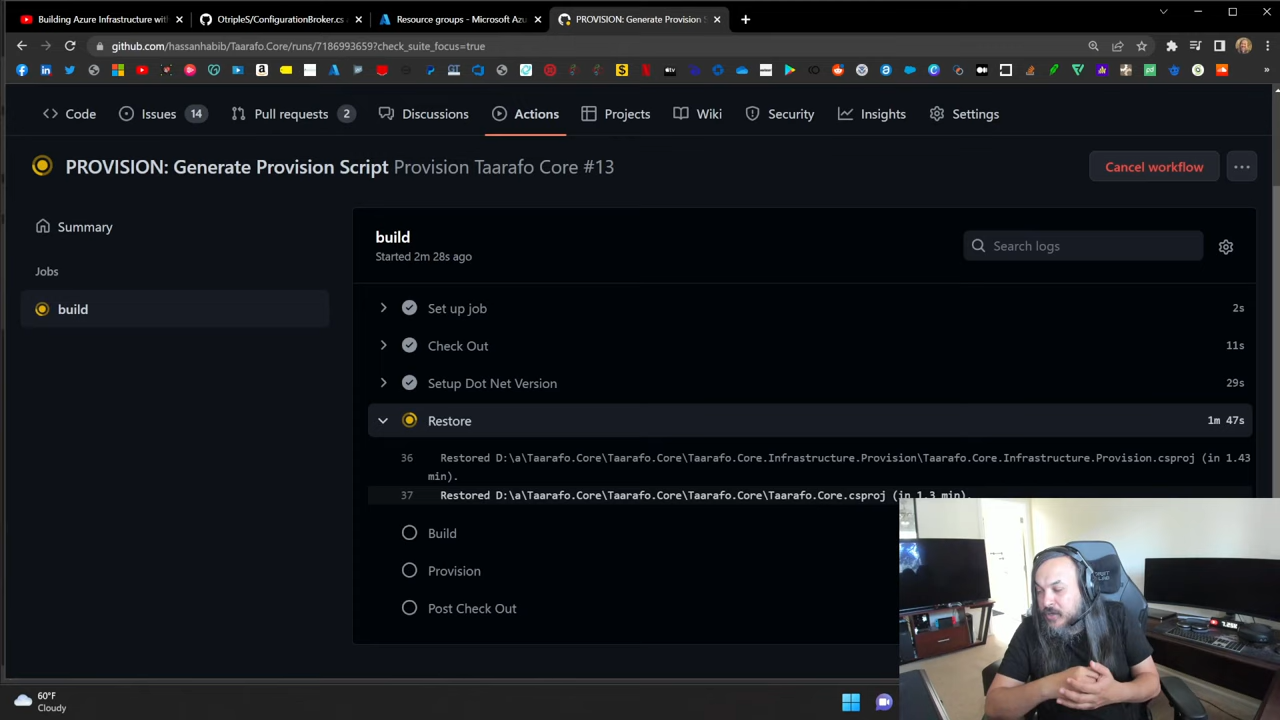 Building Azure Infrastructure with
OtripleS/ConfigurationBroker.cs a
Resource groups - Microsoft Azu
PROVISION: Generate Provision S
github.com/hassanhabib/Taarafo.Core/runs/7186993659?check_suite_focus=true
Code
Issues 14
Pull requests 2
Discussions
Actions
Projects
Wiki
Security
Insights
Settings
PROVISION: Generate Provision Script Provision Taarafo Core #13
Cancel workflow
Summary
Jobs
build
build
Started 2m 28s ago
Search logs
Set up job 2s
Check Out 11s
Setup Dot Net Version 29s
Restore 1m 47s
36 Restored D:\a\Taarafo.Core\Taarafo.Core\Taarafo.Core.Infrastructure.Provision\Taarafo.Core.Infrastructure.Provision.csproj (in 1.43
min).
37 Restored D:\a\Taarafo.Core\Taarafo.Core\Taarafo.Core\Taarafo.Core.csproj (in 1.3 min).
Build
Provision
Post Check Out
60°F
Cloudy